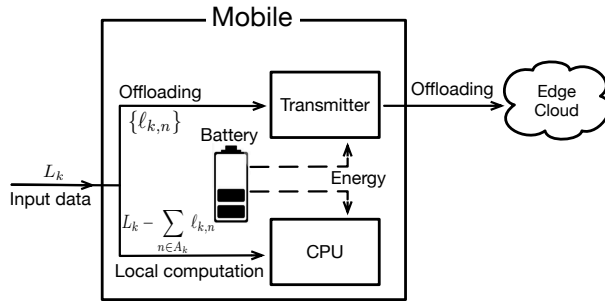 Mobile
Offloading
{ℓ_{k,n}}
Transmitter
Offloading
Edge
Cloud
Battery
Energy
L_k
Input data
L_k − ∑_{n∈A_k} ℓ_{k,n}
Local computation
CPU